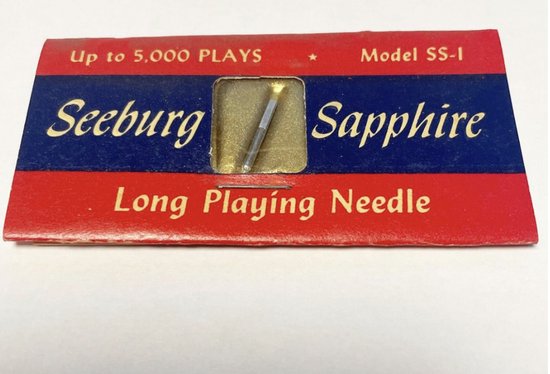 Up to 5,000 PLAYS ★ Model SS-1
Seeburg Sapphire
Long Playing Needle